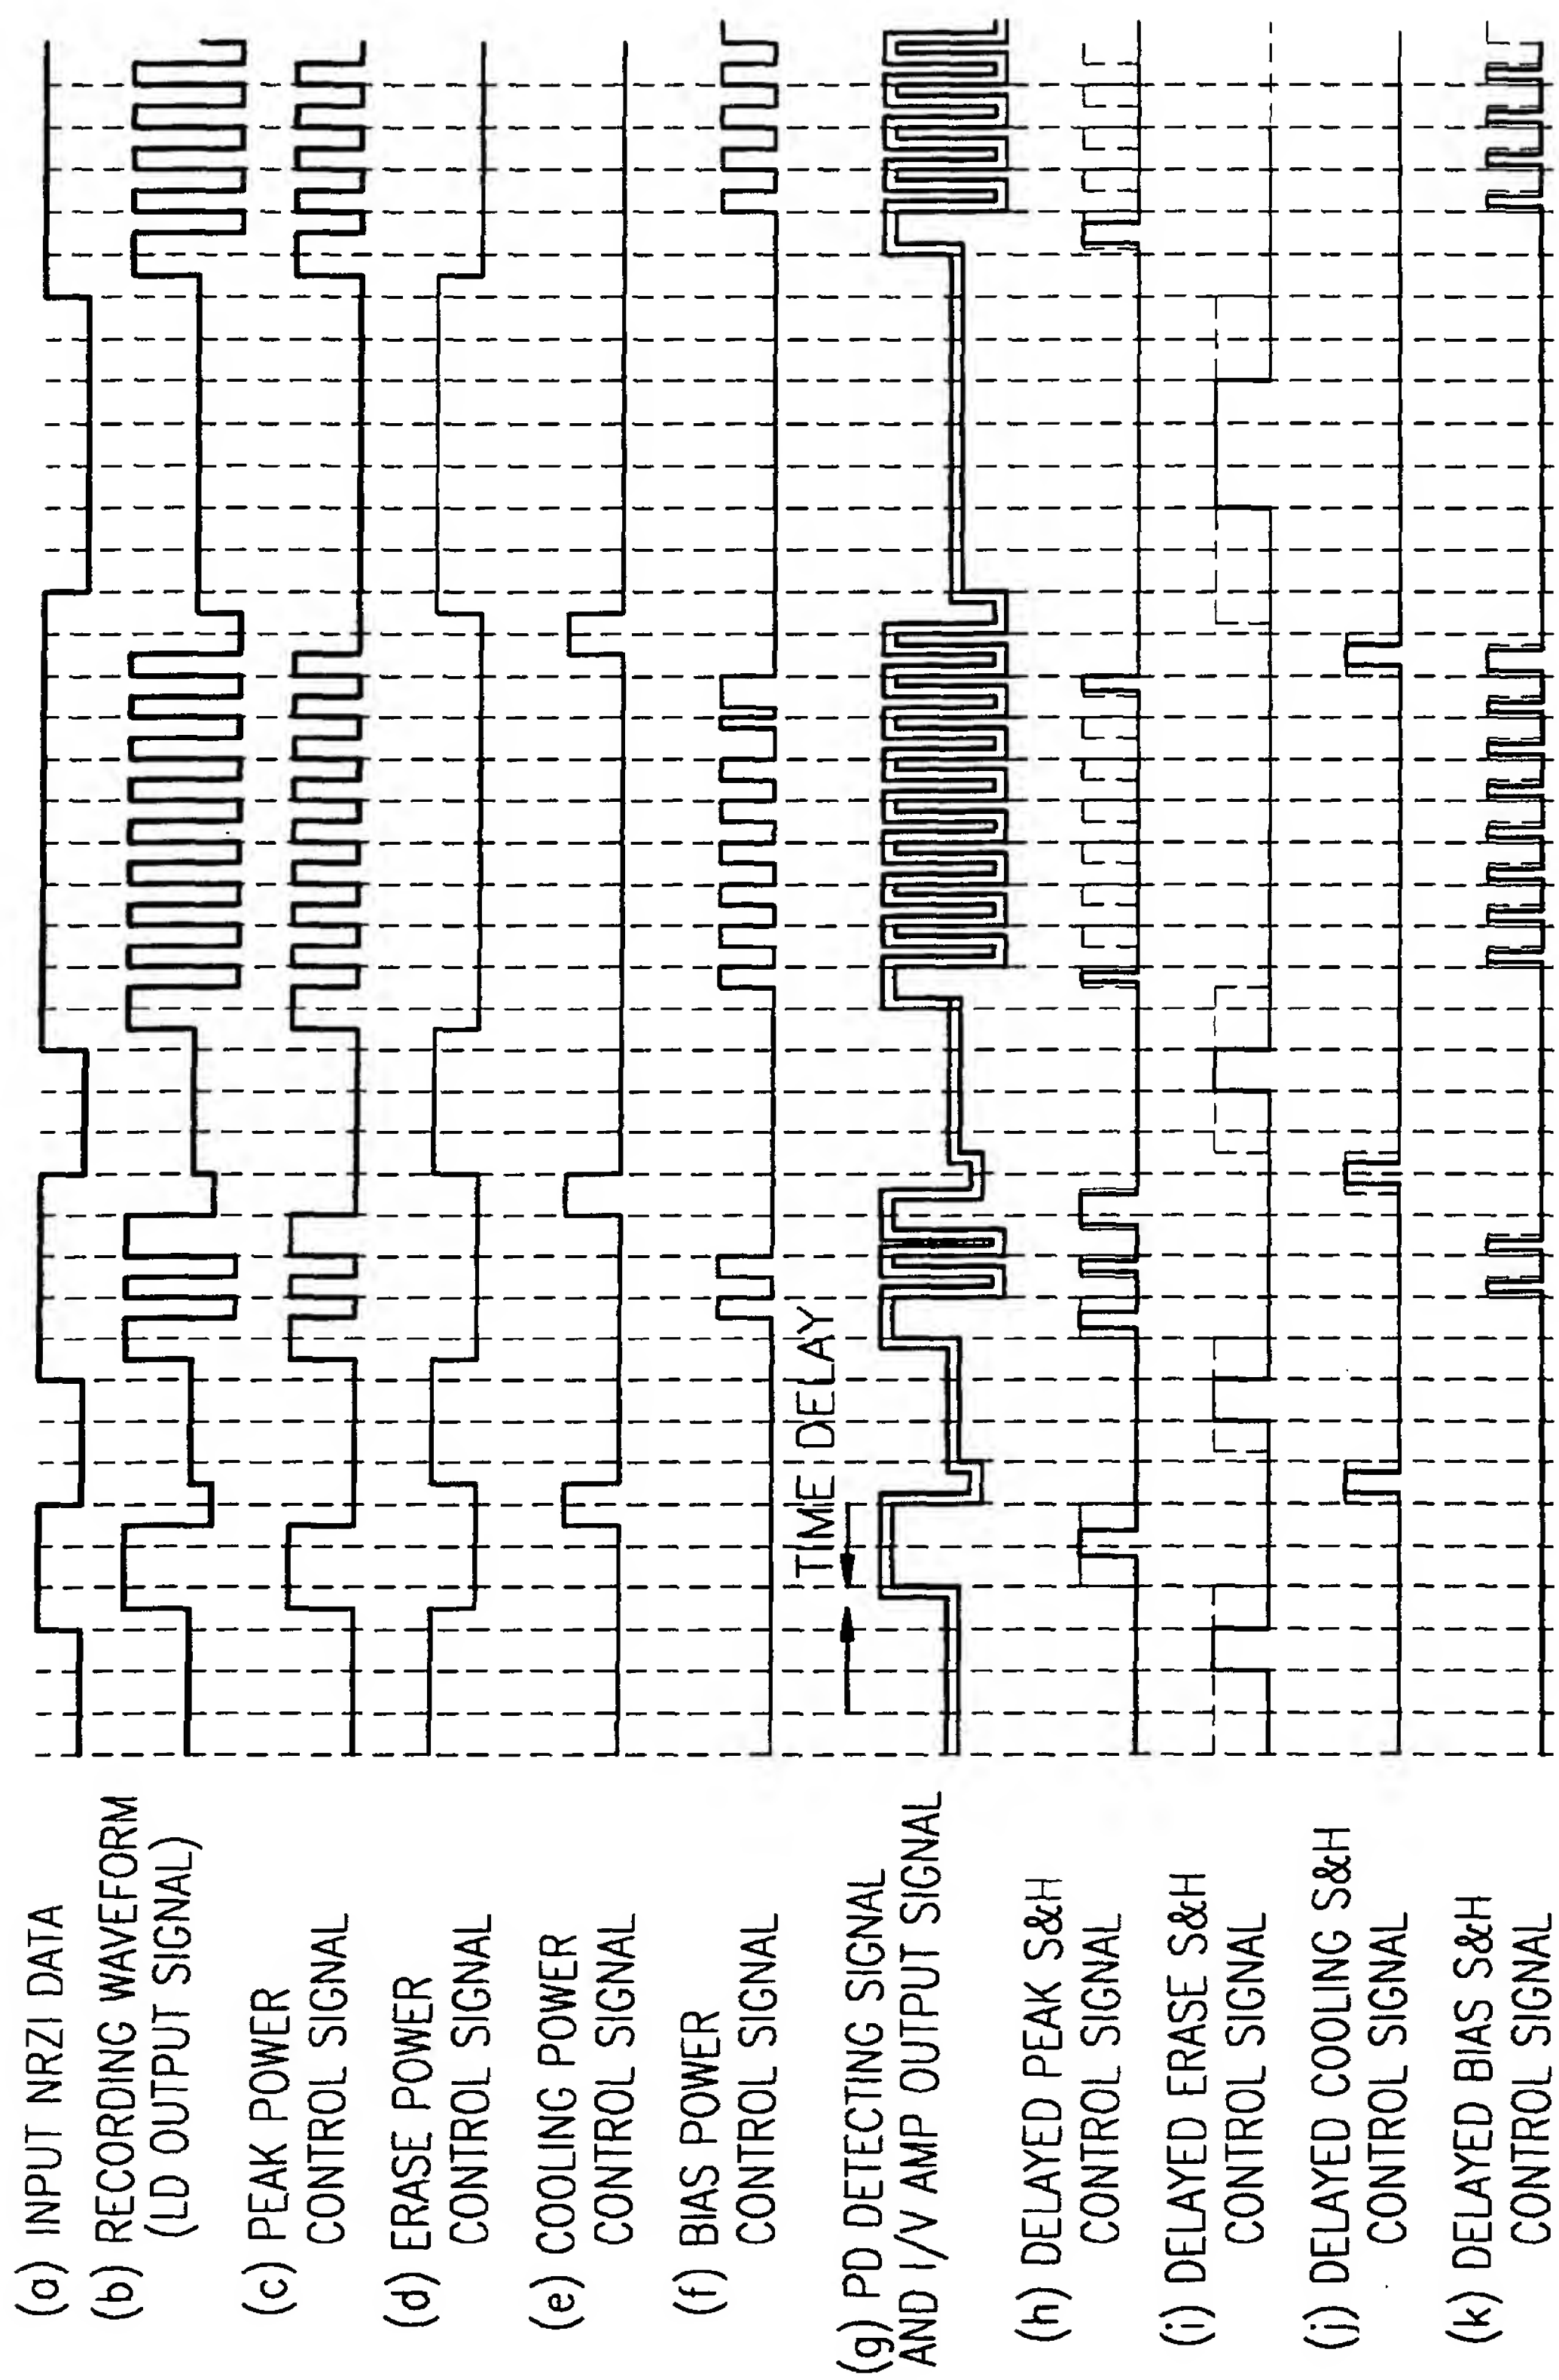 (a) INPUT NRZI DATA
(b) RECORDING WAVEFORM
(LD OUTPUT SIGNAL)
(c) PEAK POWER
CONTROL SIGNAL
(d) ERASE POWER
CONTROL SIGNAL
(e) COOLING POWER
CONTROL SIGNAL
(f) BIAS POWER
CONTROL SIGNAL
TIME DELAY
(g) PD DETECTING SIGNAL
AND I/V AMP OUTPUT SIGNAL
(h) DELAYED PEAK S&H
CONTROL SIGNAL
(i) DELAYED ERASE S&H
CONTROL SIGNAL
(j) DELAYED COOLING S&H
CONTROL SIGNAL
(k) DELAYED BIAS S&H
CONTROL SIGNAL